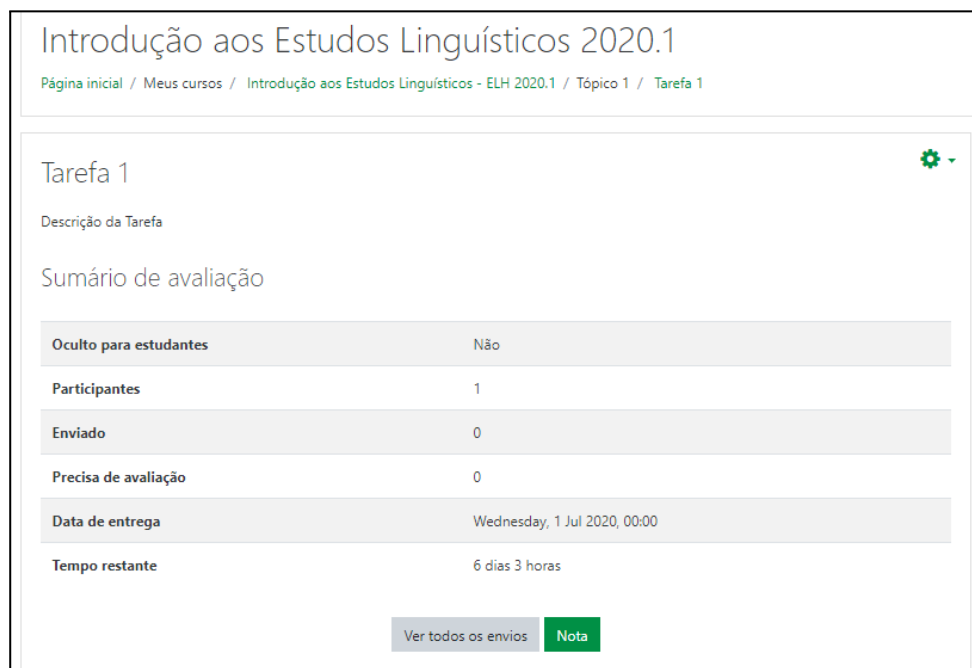 Introdução aos Estudos Linguísticos 2020.1
Página inicial / Meus cursos / Introdução aos Estudos Linguísticos - ELH 2020.1 / Tópico 1 / Tarefa 1
Tarefa 1
Descrição da Tarefa
Sumário de avaliação
Oculto para estudantes Não
Participantes 1
Enviado 0
Precisa de avaliação 0
Data de entrega Wednesday, 1 Jul 2020, 00:00
Tempo restante 6 dias 3 horas
Ver todos os envios Nota